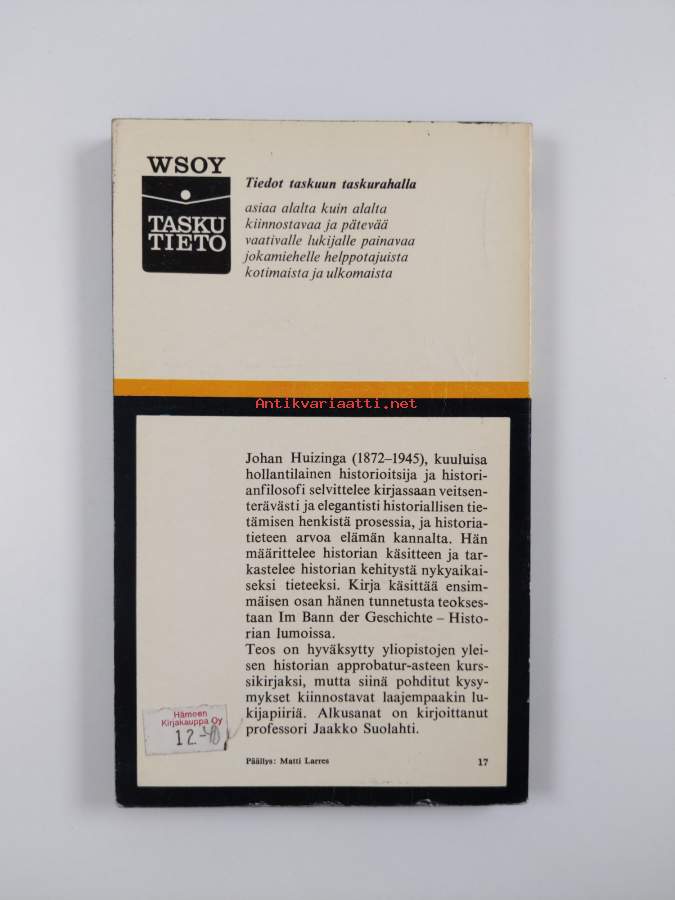 WSOY
TASKU
TIETO
Tiedot taskuun taskurahalla
asiaa alalta kuin alalta
kiinnostavaa ja pätevää
vaativalle lukijalle painavaa
jokamiehelle helppotajuista
kotimaista ja ulkomaista
Antikvariaatti.net
Johan Huizinga (1872–1945), kuuluisa
hollantilainen historioitsija ja histori-
anfilosofi selvittelee kirjassaan veitsen-
terävästi ja elegantisti historiallisen tie-
tämisen henkistä prosessia, ja historia-
tieteen arvoa elämän kannalta. Hän
määrittelee historian käsitteen ja tar-
kastelee historian kehitystä nykyaikai-
seksi tieteeksi. Kirja käsittää ensim-
mäisen osan hänen tunnetusta teokses-
taan Im Bann der Geschichte – Histo-
rian lumoissa.
Teos on hyväksytty yliopistojen ylei-
sen historian approbatur-asteen kurs-
sikirjaksi, mutta siinä pohditut kysy-
mykset kiinnostavat laajempaakin lu-
kijapiiriä. Alkusanat on kirjoittanut
professori Jaakko Suolahti.
Hämeen
Kirjakauppa Oy
12-40
Päällys: Matti Larres 17